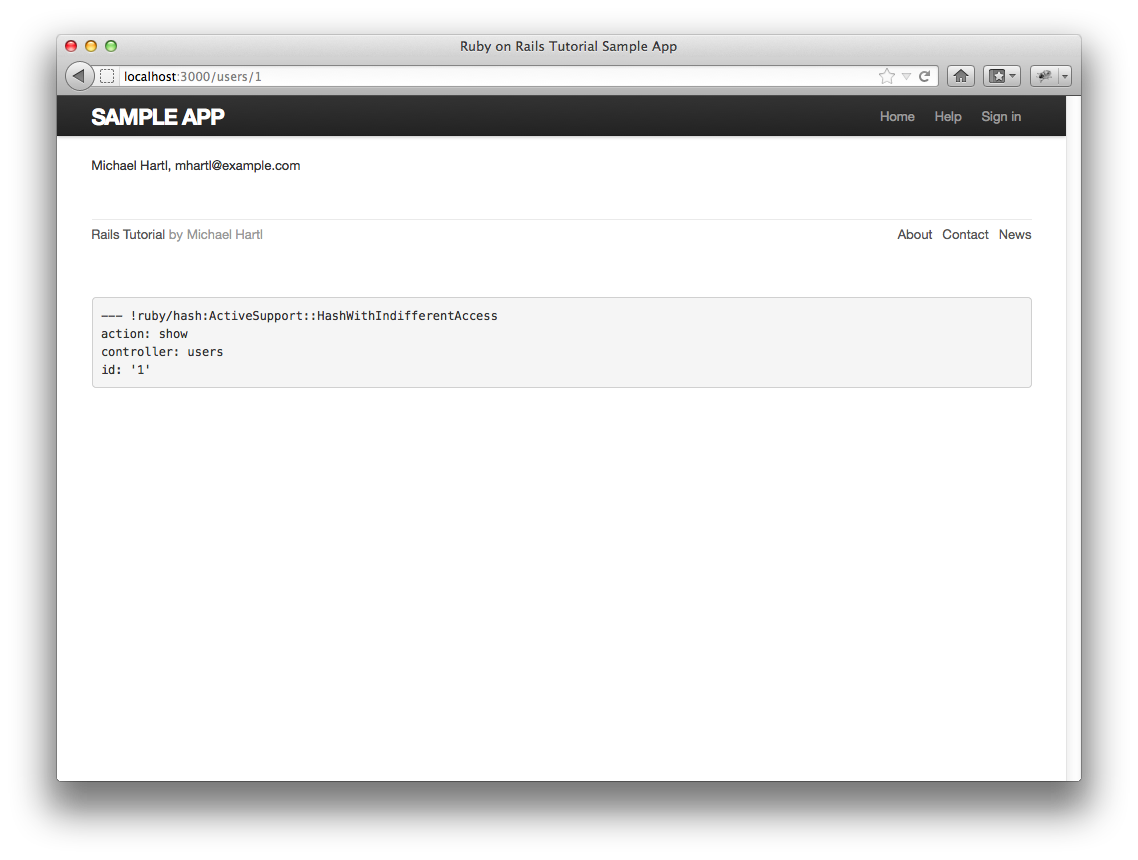 Ruby on Rails Tutorial Sample App
localhost:3000/users/1
SAMPLE APP Home Help Sign in
Michael Hartl, mhartl@example.com
Rails Tutorial by Michael Hartl About Contact News
--- !ruby/hash:ActiveSupport::HashWithIndifferentAccess
action: show
controller: users
id: '1'